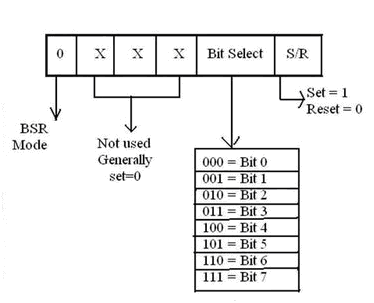 0 X X X Bit Select S/R
Set = 1
Reset = 0
BSR
Mode
Not used
Generally
set=0
000 = Bit 0
001 = Bit 1
010 = Bit 2
011 = Bit 3
100 = Bit 4
101 = Bit 5
110 = Bit 6
111 = Bit 7